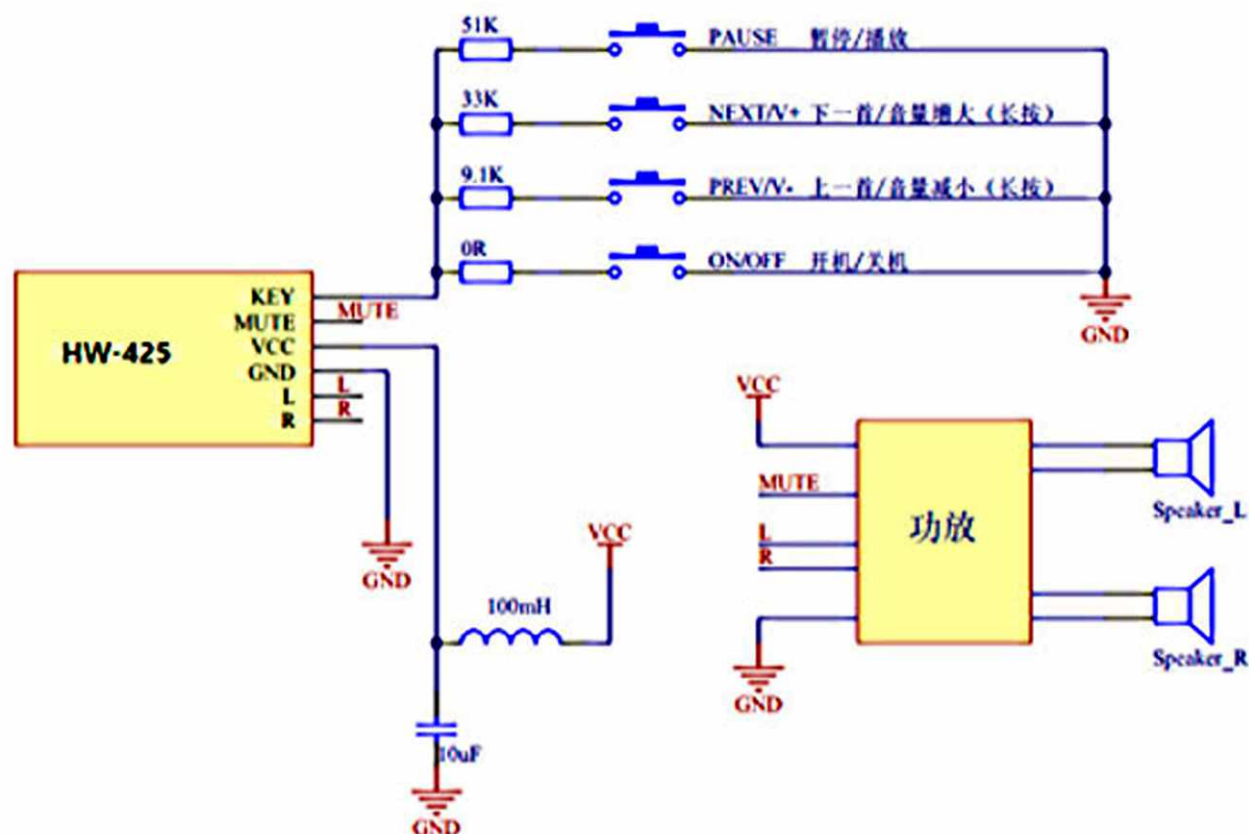 51K
PAUSE 暂停/播放
33K
NEXT/V+ 下一首/音量增大（长按）
9.1K
PREV/V- 上一首/音量减小（长按）
0R
ON/OFF 开机/关机
GND
HW-425
KEY
MUTE
MUTE
VCC
GND
L
L
R
R
GND
VCC
100mH
10uF
GND
VCC
MUTE
L
R
GND
功放
Speaker_L
Speaker_R